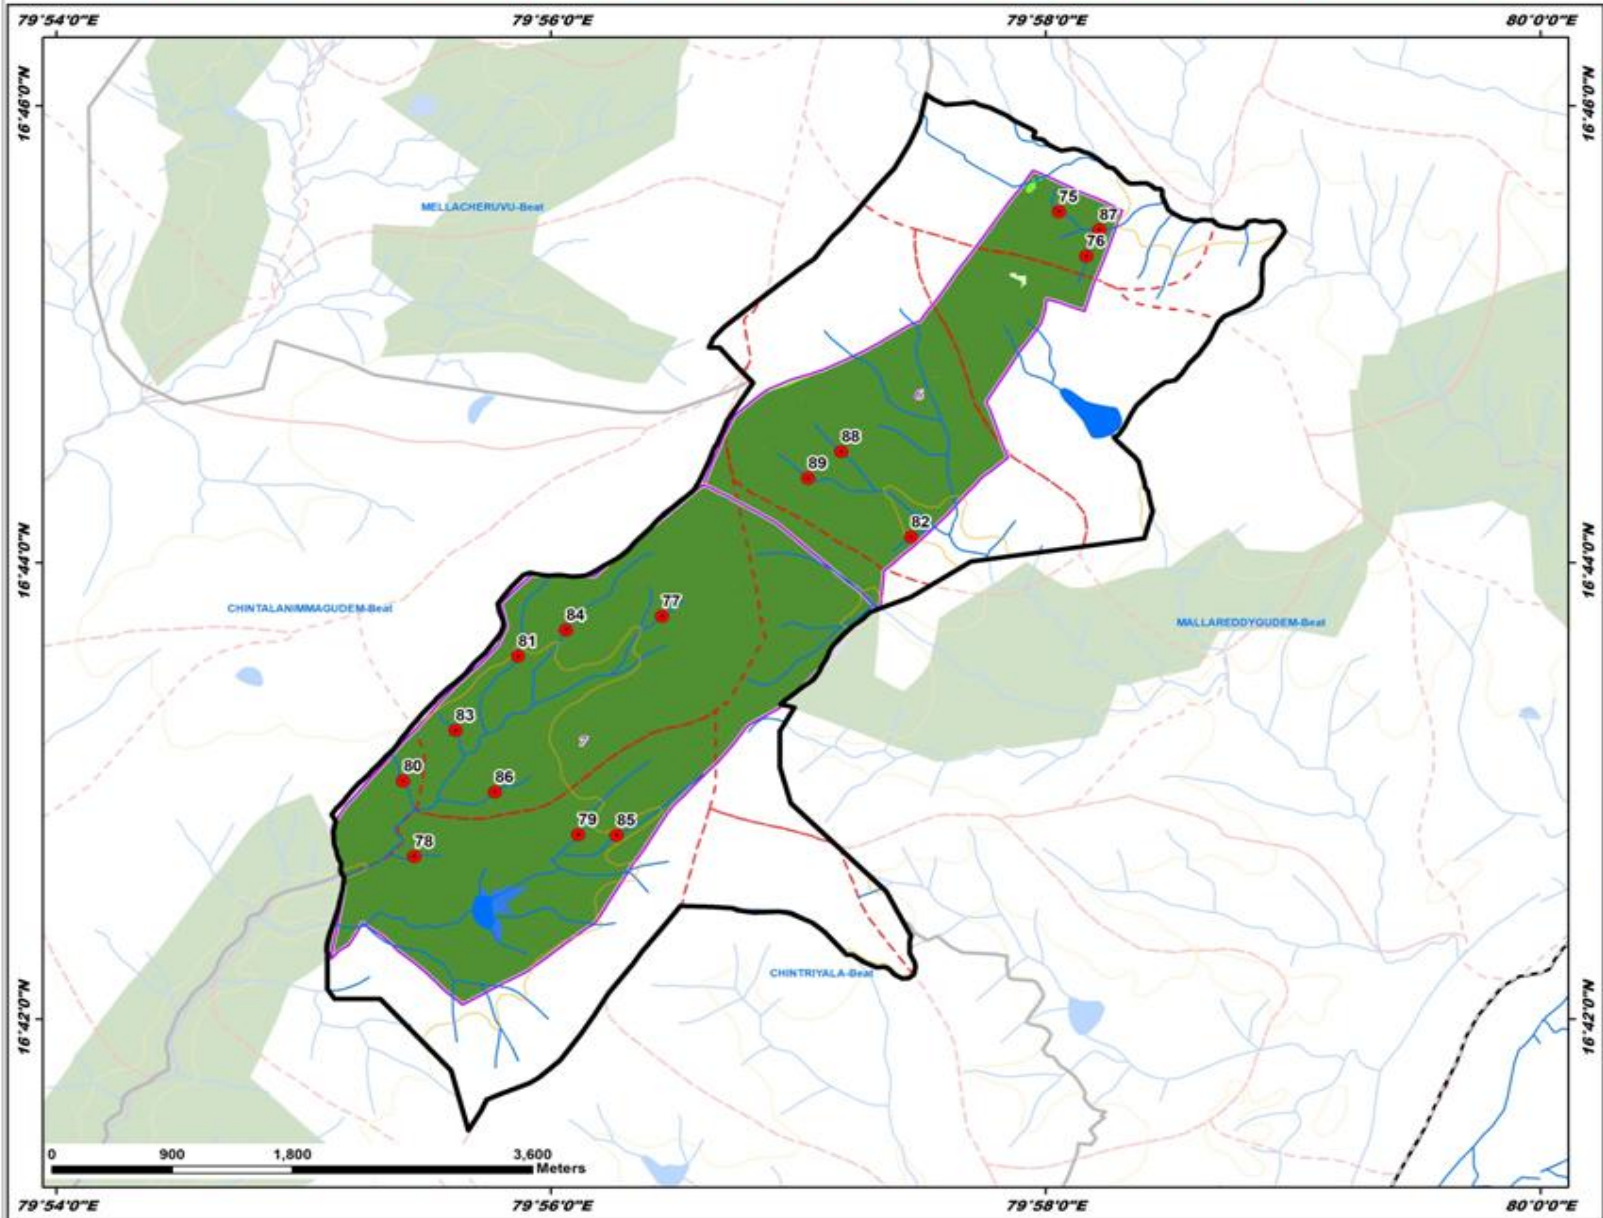 79°54'0"E 79°56'0"E 79°58'0"E 80°0'0"E
16°46'0"N
16°46'0"N
75
87
76
MELLACHERUVU-Beat
6
88
89
82
16°44'0"N
16°44'0"N
CHINTALANIMMAGUDEM-Beat
77
84
MALLAREDDYGUDEM-Beat
81
83
7
80
86
79
85
78
CHINTRIYALA-Beat
16°42'0"N
16°42'0"N
0 900 1,800 3,600
Meters
79°54'0"E 79°56'0"E 79°58'0"E 80°0'0"E